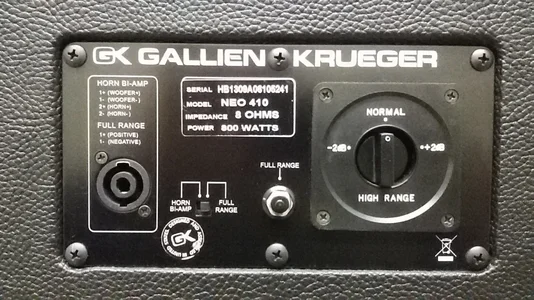 GK GALLIEN KRUEGER
HORN BI-AMP
1+ (WOOFER+)
1- (WOOFER-)
2+ (HORN+)
2- (HORN-)
FULL RANGE
1+ (POSITIVE)
1- (NEGATIVE)
SERIAL HB1309A06106241
MODEL NEO 410
IMPEDANCE 8 OHMS
POWER 800 WATTS
HORN
BI-AMP
FULL
RANGE
GK
FULL RANGE
NORMAL
-2dB
+2dB
HIGH RANGE